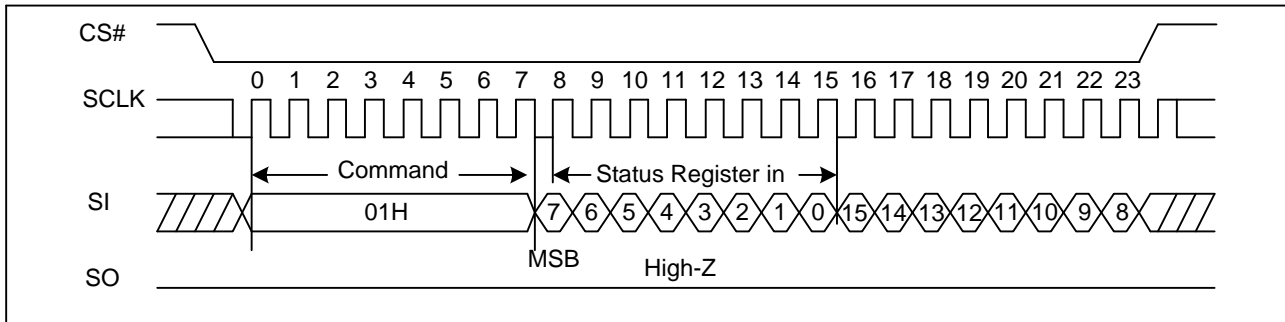 CS#
0 1 2 3 4 5 6 7 8 9 10 11 12 13 14 15 16 17 18 19 20 21 22 23
SCLK
Command Status Register in
SI 01H 7 6 5 4 3 2 1 0 15 14 13 12 11 10 9 8
MSB High-Z
SO